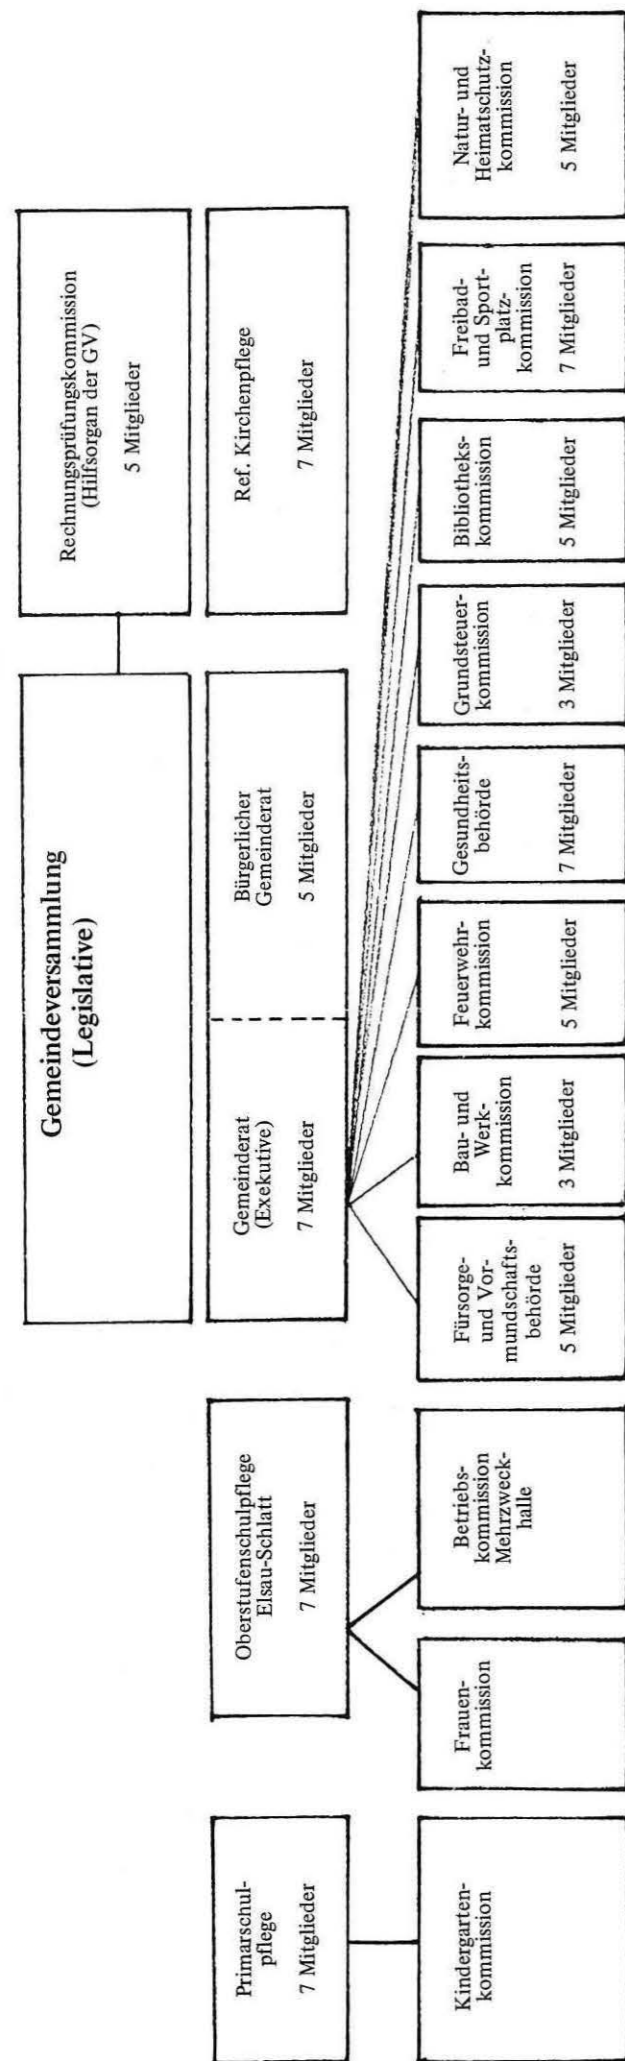 Gemeindeversammlung
(Legislative)
Rechnungsprüfungskommission
(Hilfsorgan der GV)
5 Mitglieder
Primarschul-
pflege
7 Mitglieder
Oberstufenschulpflege
Elsau-Schlatt
7 Mitglieder
Gemeinderat
(Exekutive)
7 Mitglieder
Bürgerlicher
Gemeinderat
5 Mitglieder
Ref. Kirchenpflege
7 Mitglieder
Kindergarten-
kommission
Frauen-
kommission
Betriebs-
kommission
Mehrzweck-
halle
Fürsorge-
und Vor-
mundschafts-
behörde
5 Mitglieder
Bau- und
Werk-
kommission
3 Mitglieder
Feuerwehr-
kommission
5 Mitglieder
Gesundheits-
behörde
7 Mitglieder
Grundsteuer-
kommission
3 Mitglieder
Bibliotheks-
kommission
5 Mitglieder
Freibad-
und Sport-
platz-
kommission
7 Mitglieder
Natur- und
Heimatschutz-
kommission
5 Mitglieder